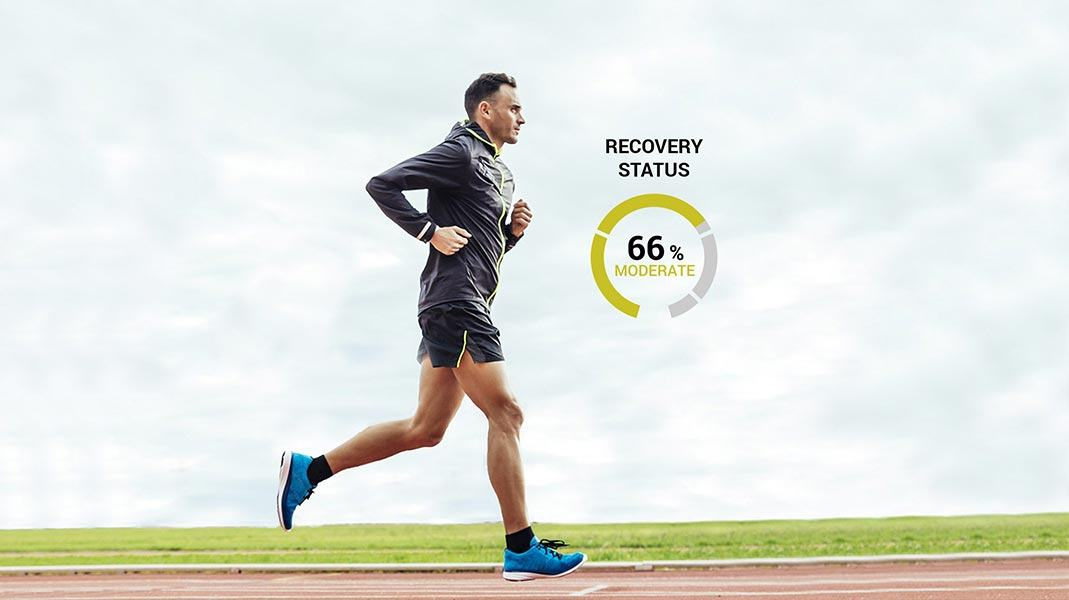 RECOVERY
STATUS
66 %
MODERATE